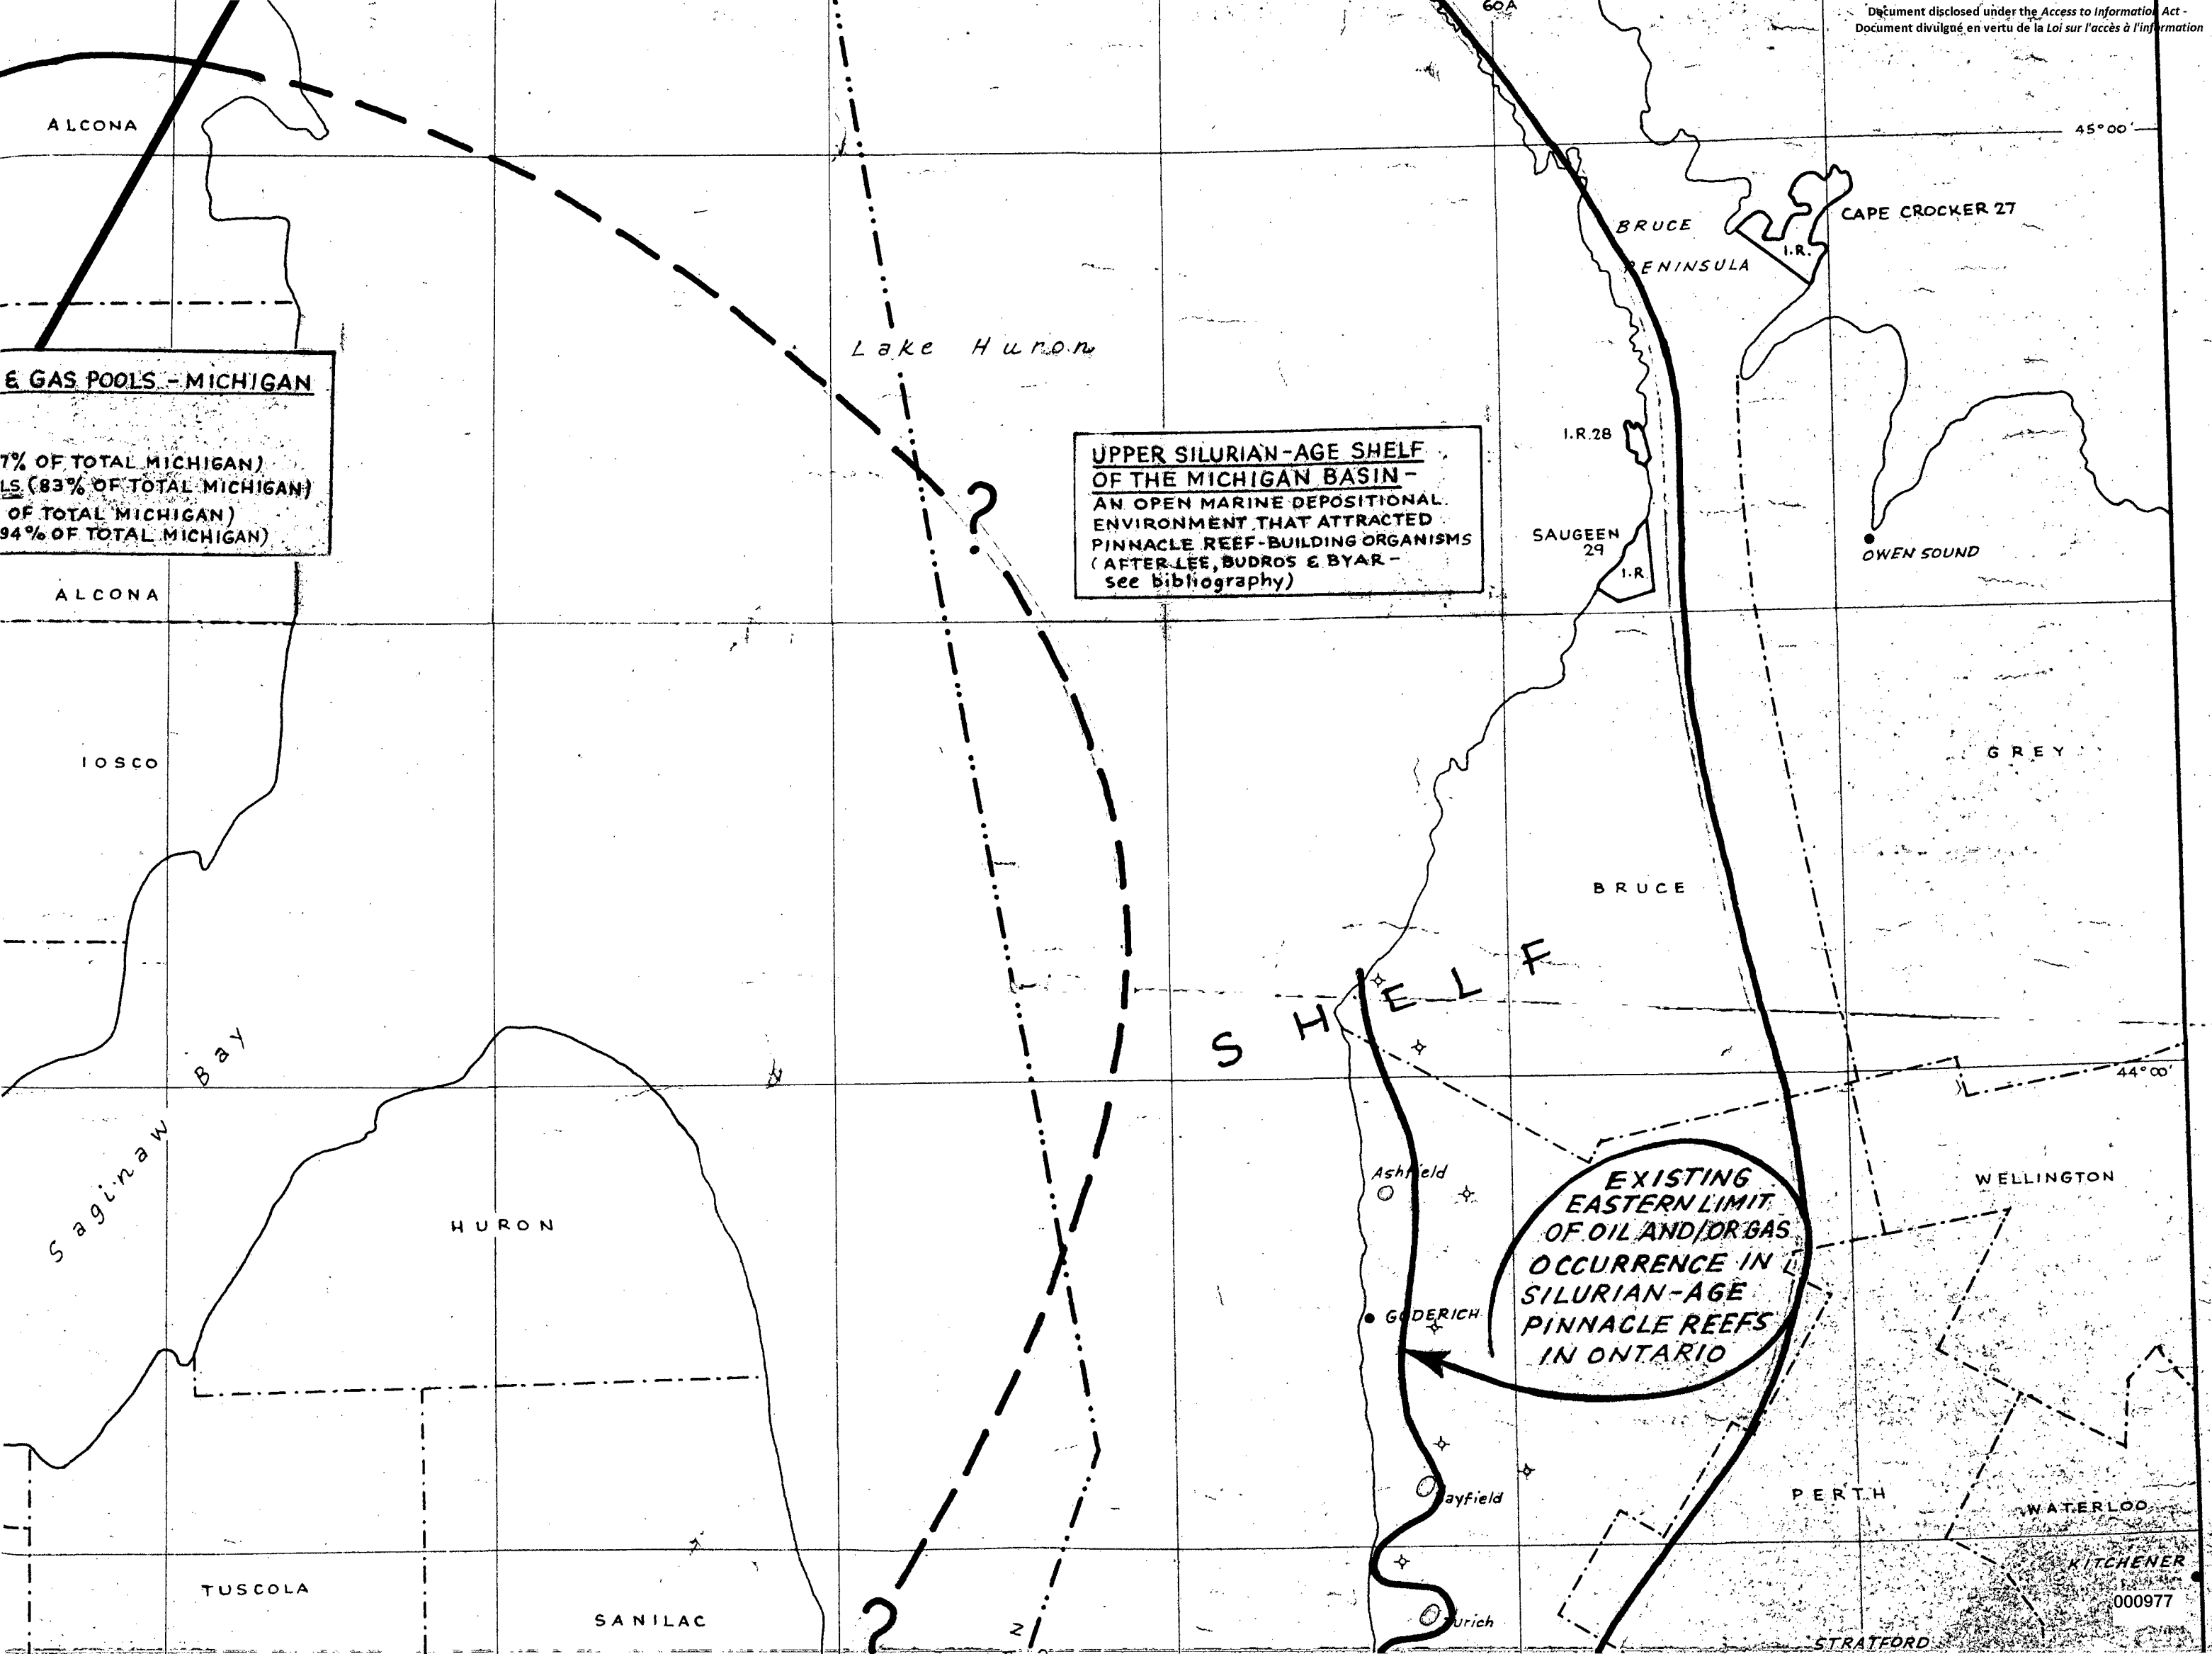 60A
Document disclosed under the Access to Information Act -
Document divulgué en vertu de la Loi sur l'accès à l'information
ALCONA
45°00'
CAPE CROCKER 27
I.R.
BRUCE
PENINSULA
Lake Huron
& GAS POOLS - MICHIGAN
7% OF TOTAL MICHIGAN)
LS (83% OF TOTAL MICHIGAN)
OF TOTAL MICHIGAN)
94% OF TOTAL MICHIGAN)
UPPER SILURIAN-AGE SHELF
OF THE MICHIGAN BASIN -
AN OPEN MARINE DEPOSITIONAL
ENVIRONMENT THAT ATTRACTED
PINNACLE REEF-BUILDING ORGANISMS
(AFTER LEE, BUDROS & BYAR -
see bibliography)
?
I.R.28
SAUGEEN
29
I.R.
OWEN SOUND
ALCONA
IOSCO
GREY
BRUCE
SHELF
Saginaw Bay
44°00'
Ashfield
HURON
WELLINGTON
EXISTING
EASTERN LIMIT
OF OIL AND/OR GAS
OCCURRENCE IN
SILURIAN-AGE
PINNACLE REEFS
IN ONTARIO
GODERICH
ayfield
PERTH
WATERLOO
KITCHENER
TUSCOLA
SANILAC
?
Z
urich
000977
STRATFORD